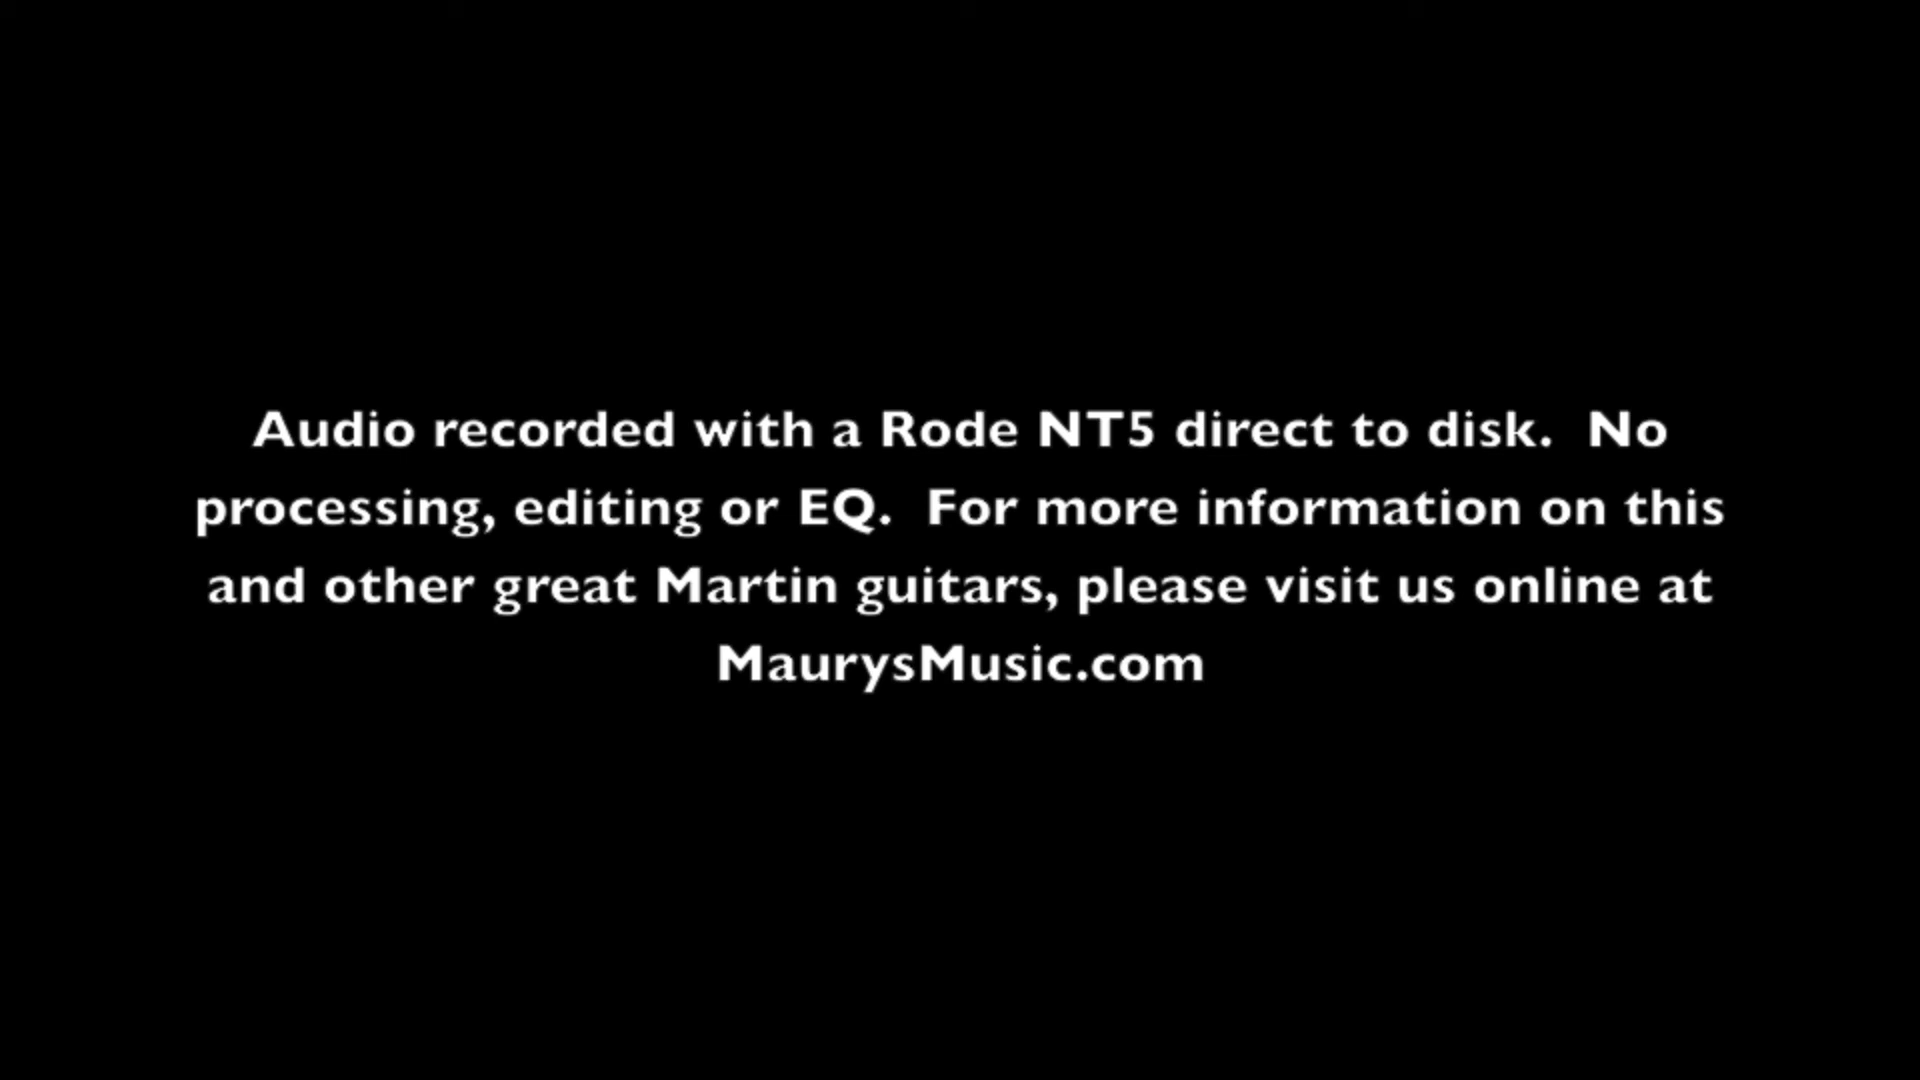 Audio recorded with a Rode NT5 direct to disk.  No
processing, editing or EQ.  For more information on this
and other great Martin guitars, please visit us online at
MaurysMusic.com